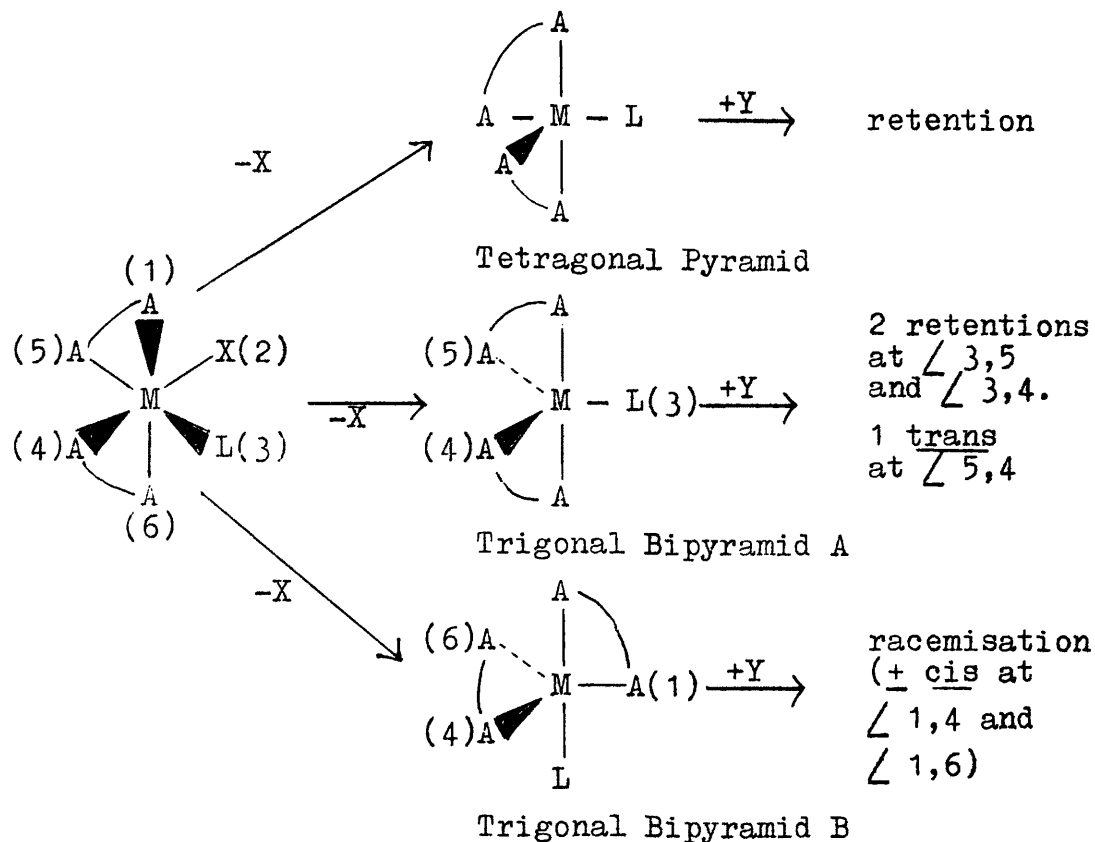 A
A - M - L
+Y
retention
A
A
-X
Tetragonal Pyramid
(1)
A
(5)A
X(2)
M
(4)A
L(3)
A
(6)
-X
A
(5)
A
M - L(3)
+Y
(4)A
A
2 retentions
at ∠ 3,5
and ∠ 3,4.
1 trans
at ∠ 5,4
Trigonal Bipyramid A
-X
A
(6)A
M
A(1)
+Y
(4)A
L
racemisation
(± cis at
∠ 1,4 and
∠ 1,6)
Trigonal Bipyramid B